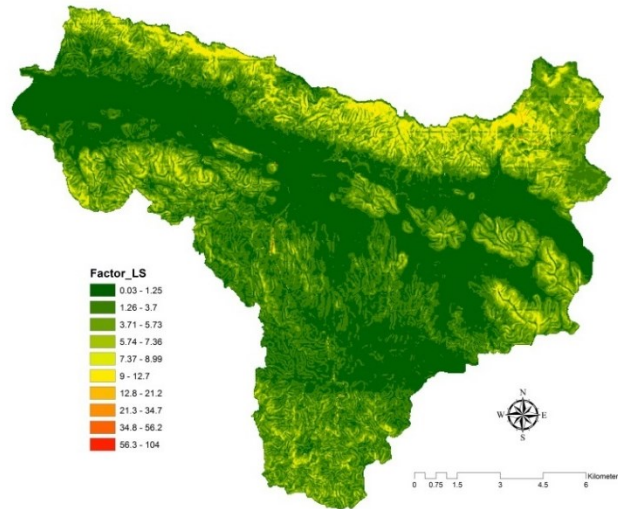 Factor_LS
0.03 - 1.25
1.26 - 3.7
3.71 - 5.73
5.74 - 7.36
7.37 - 8.99
9 - 12.7
12.8 - 21.2
21.3 - 34.7
34.8 - 56.2
56.3 - 104
N
W E
S
Kilometer
0 0.75 1.5 3 4.5 6